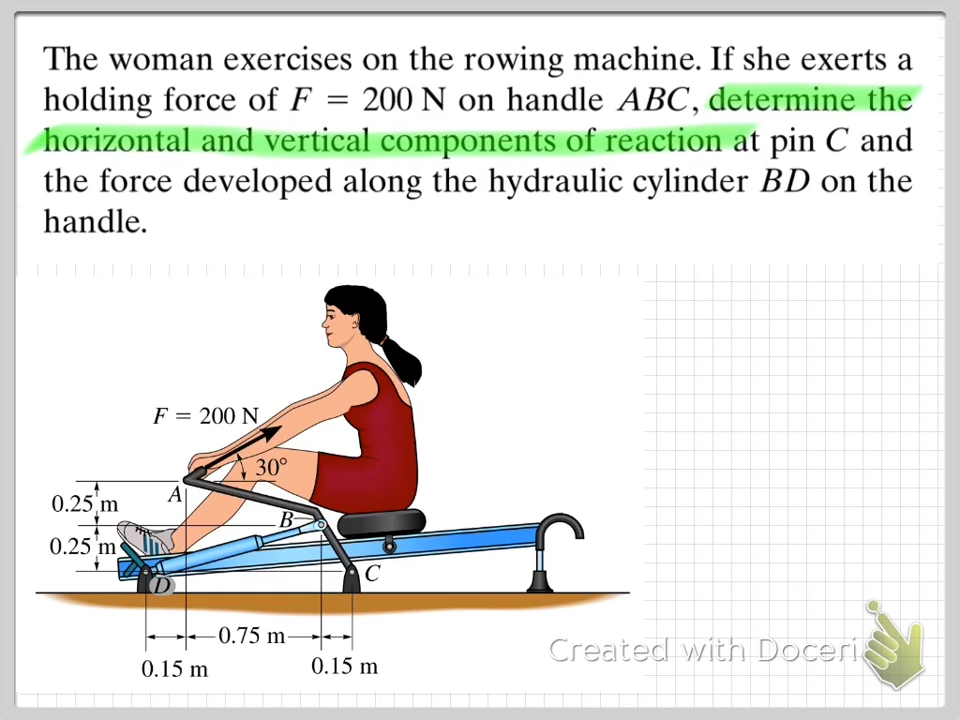 The woman exercises on the rowing machine. If she exerts a
holding force of F = 200 N on handle ABC, determine the
horizontal and vertical components of reaction at pin C and
the force developed along the hydraulic cylinder BD on the
handle.
F = 200 N
30°
A
0.25 m
B
0.25 m
C
D
0.75 m
0.15 m
0.15 m
Created with Doceri